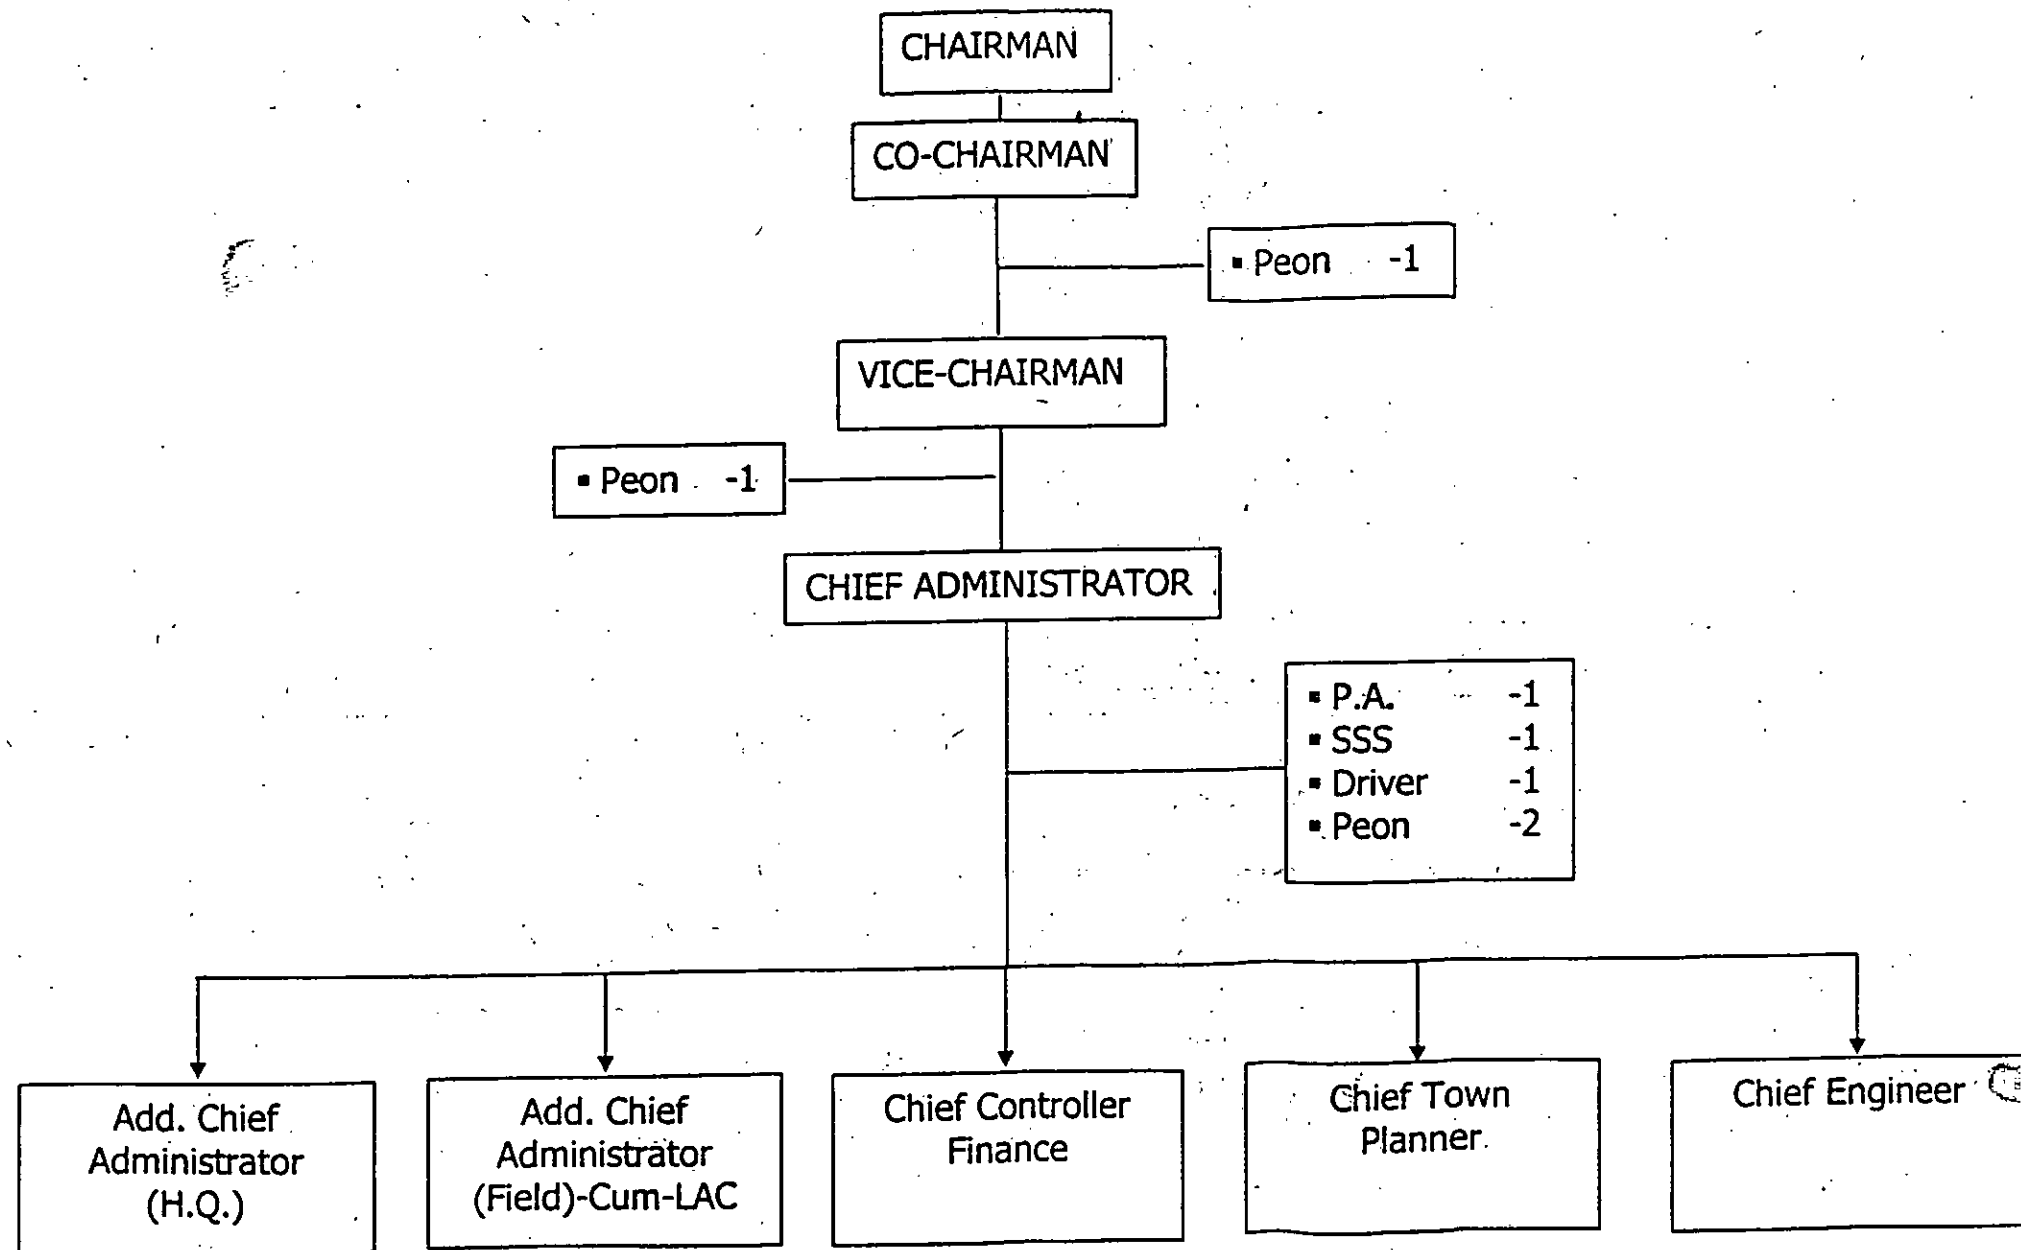 CHAIRMAN
CO-CHAIRMAN
▪ Peon -1
VICE-CHAIRMAN
▪ Peon -1
CHIEF ADMINISTRATOR
▪ P.A. -1
▪ SSS -1
▪ Driver -1
▪ Peon -2
Add. Chief
Administrator
(H.Q.)
Add. Chief
Administrator
(Field)-Cum-LAC
Chief Controller
Finance
Chief Town
Planner
Chief Engineer